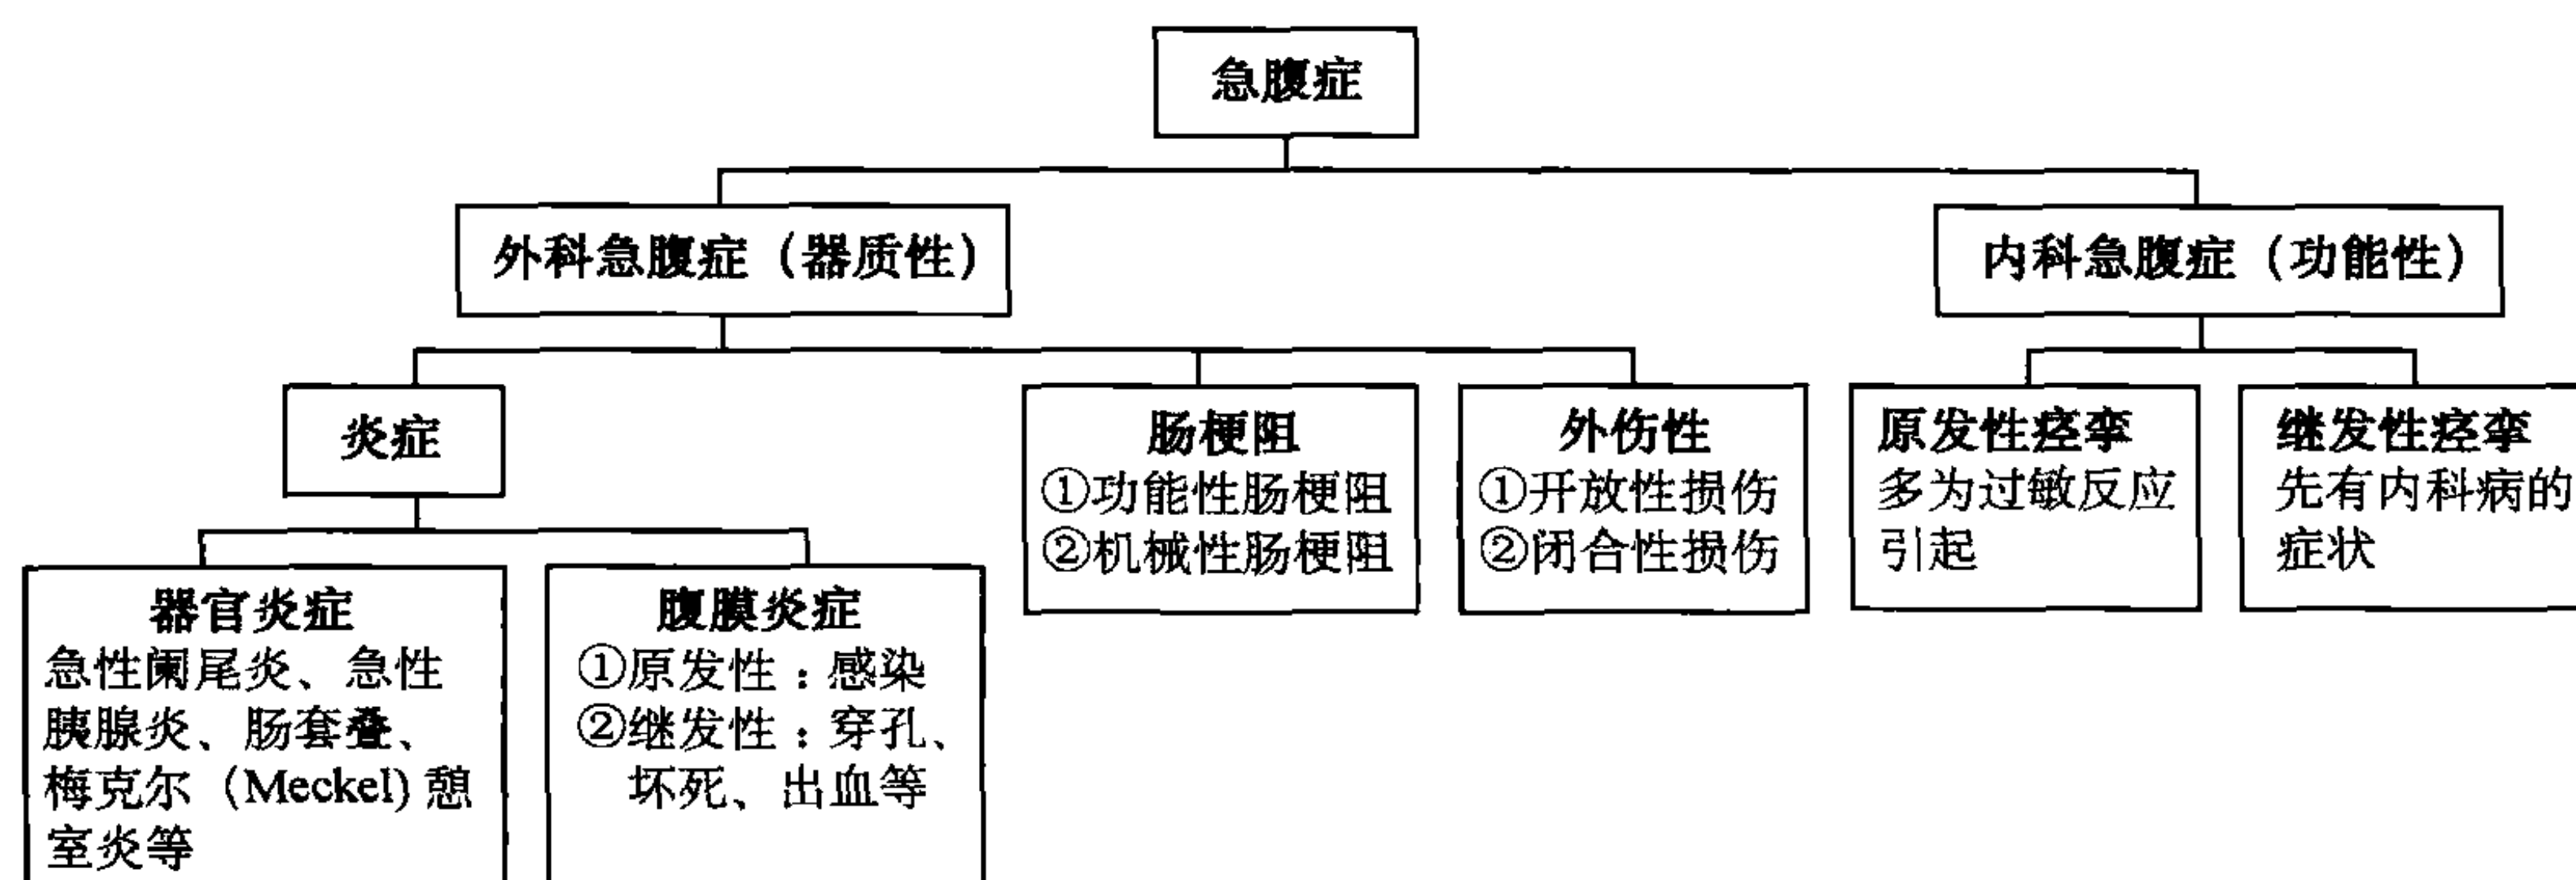 急腹症
外科急腹症（器质性）
内科急腹症（功能性）
炎症
肠梗阻
①功能性肠梗阻
②机械性肠梗阻
外伤性
①开放性损伤
②闭合性损伤
原发性痉挛
多为过敏反应
引起
继发性痉挛
先有内科病的
症状
器官炎症
急性阑尾炎、急性
胰腺炎、肠套叠、
梅克尔（Meckel) 憩
室炎等
腹膜炎症
①原发性：感染
②继发性：穿孔、
坏死、出血等